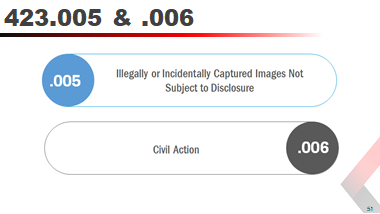 423.005 & .006
.005
Illegally or Incidentally Captured Images Not
Subject to Disclosure
Civil Action
.006
51